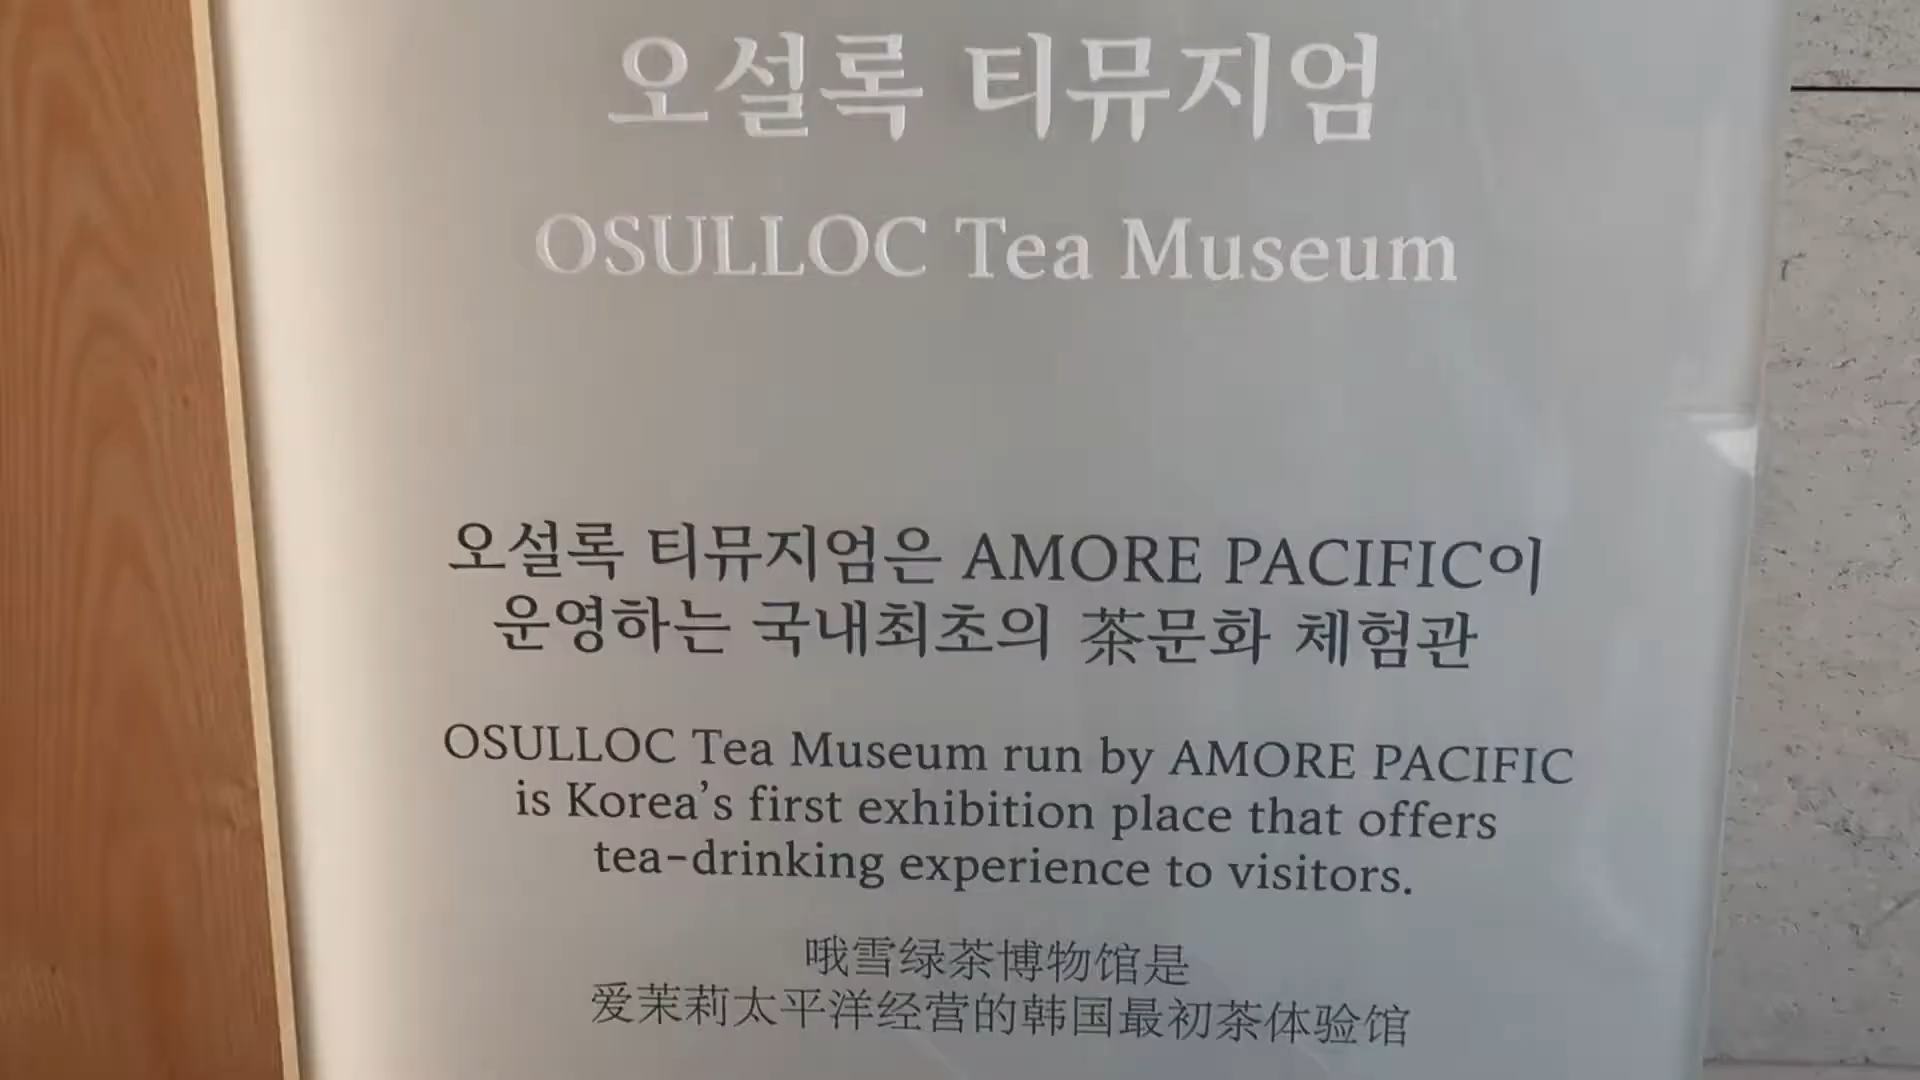 오설록 티뮤지엄
OSULLOC Tea Museum
오설록 티뮤지엄은 AMORE PACIFIC이
운영하는 국내최초의 茶문화 체험관
OSULLOC Tea Museum run by AMORE PACIFIC
is Korea's first exhibition place that offers
tea-drinking experience to visitors.
哦雪绿茶博物馆是
爱茉莉太平洋经营的韩国最初茶体验馆